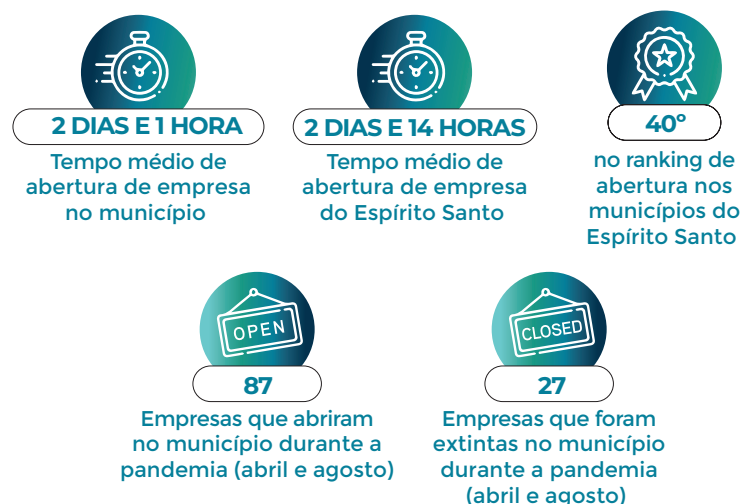 2 DIAS E 1 HORA
Tempo médio de
abertura de empresa
no município
2 DIAS E 14 HORAS
Tempo médio de
abertura de empresa
do Espírito Santo
40º
no ranking de
abertura nos
municípios do
Espírito Santo
OPEN
87
Empresas que abriram
no município durante a
pandemia (abril e agosto)
CLOSED
27
Empresas que foram
extintas no município
durante a pandemia
(abril e agosto)